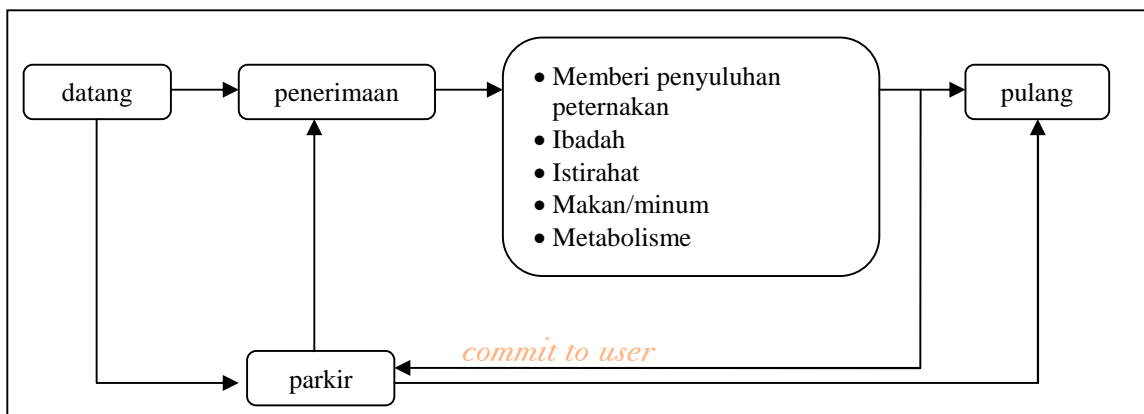 datang
penerimaan
• Memberi penyuluhan
peternakan
• Ibadah
• Istirahat
• Makan/minum
• Metabolisme
pulang
commit to user
parkir